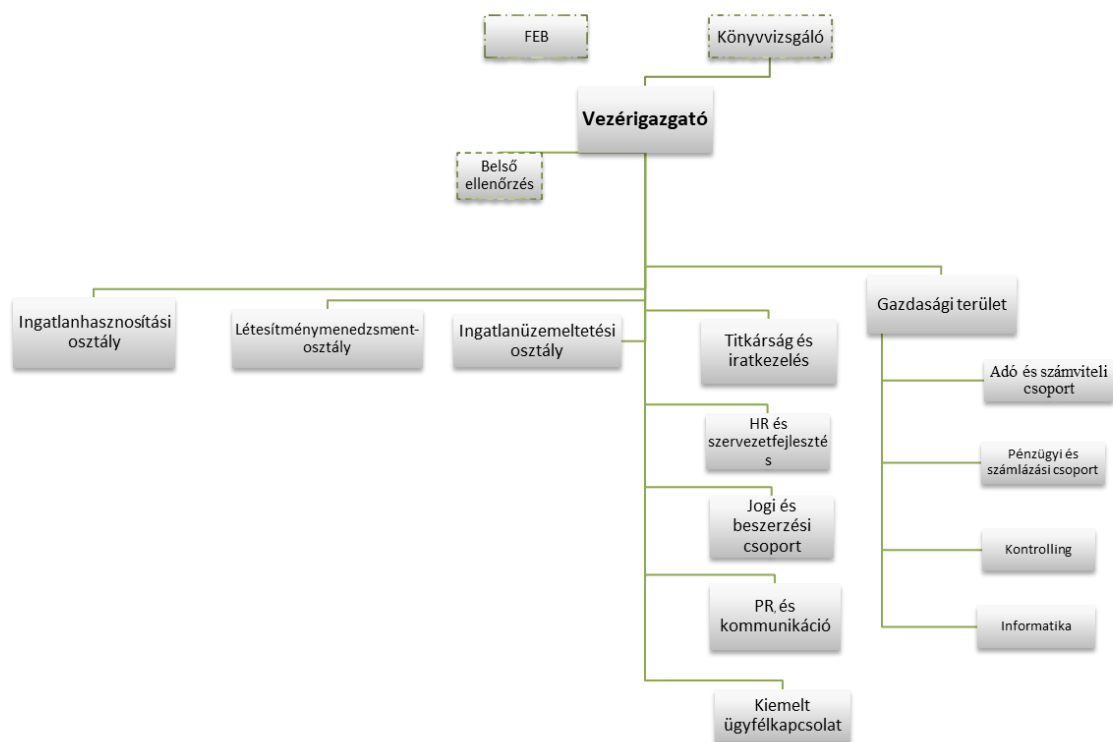 FEB
Könyvvizsgáló
Vezérigazgató
Belső
ellenőrzés
Ingatlanhasznosítási
osztály
Létesítménymenedzsment-
osztály
Ingatlanüzemeltetési
osztály
Titkárság és
iratkezelés
HR és
szervezetfejleszté
s
Jogi és
beszerzési
csoport
PR, és
kommunikáció
Kiemelt
ügyfélkapcsolat
Gazdasági terület
Adó és számviteli
csoport
Pénzügyi és
számlázási csoport
Kontrolling
Informatika